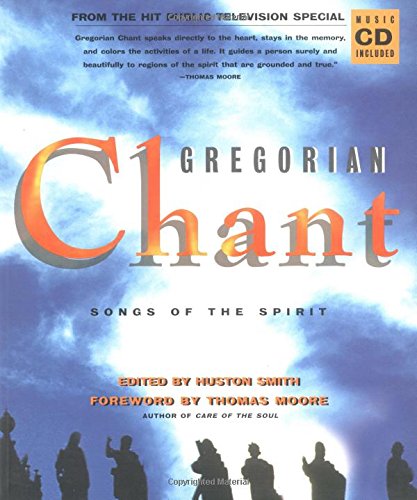 FROM THE HIT PUBLIC TELEVISION SPECIAL
Gregorian Chant speaks directly to the heart, stays in the memory,
and colors the activities of a life. It guides a person surely and
beautifully to regions of the spirit that are grounded and true."
—THOMAS MOORE
MUSIC
CD
INCLUDED
GREGORIAN
Chant
SONGS OF THE SPIRIT
EDITED BY HUSTON SMITH
FOREWORD BY THOMAS MOORE
AUTHOR OF CARE OF THE SOUL
Copyrighted Material